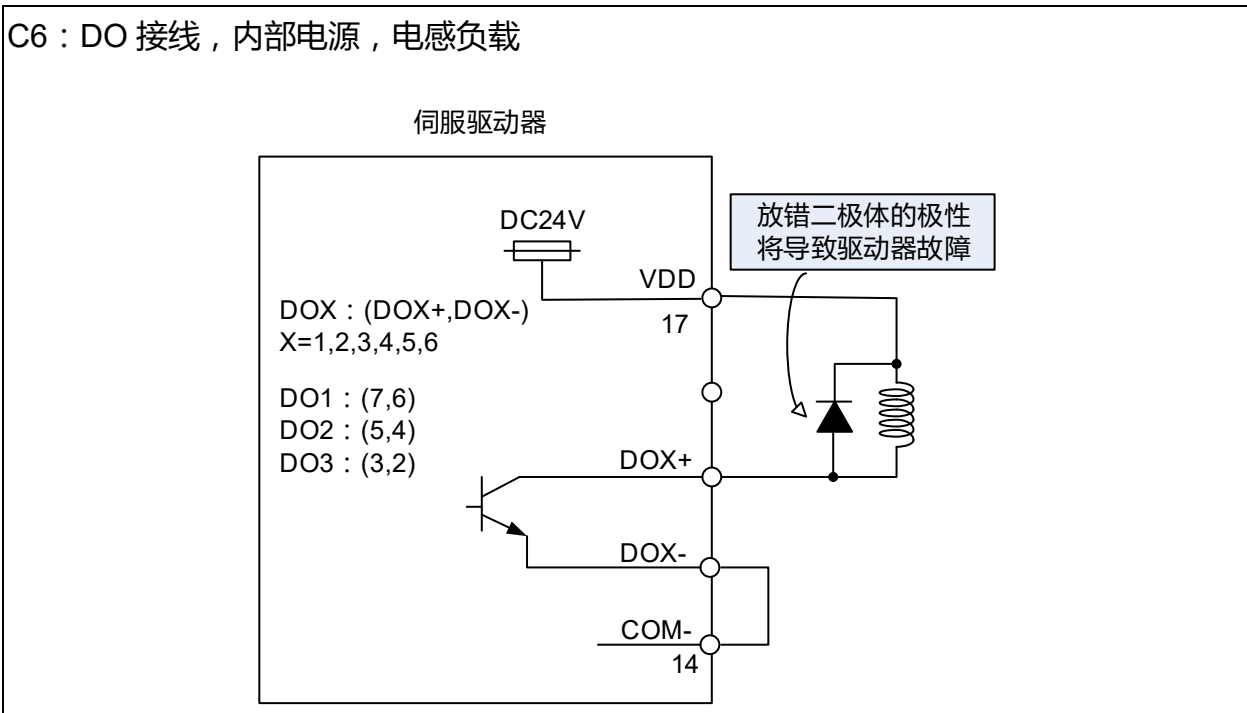 C6：DO 接线，内部电源，电感负载
伺服驱动器
DC24V
放错二极体的极性
将导致驱动器故障
VDD
17
DOX：(DOX+,DOX-)
X=1,2,3,4,5,6
DO1：(7,6)
DO2：(5,4)
DO3：(3,2)
DOX+
DOX-
COM-
14